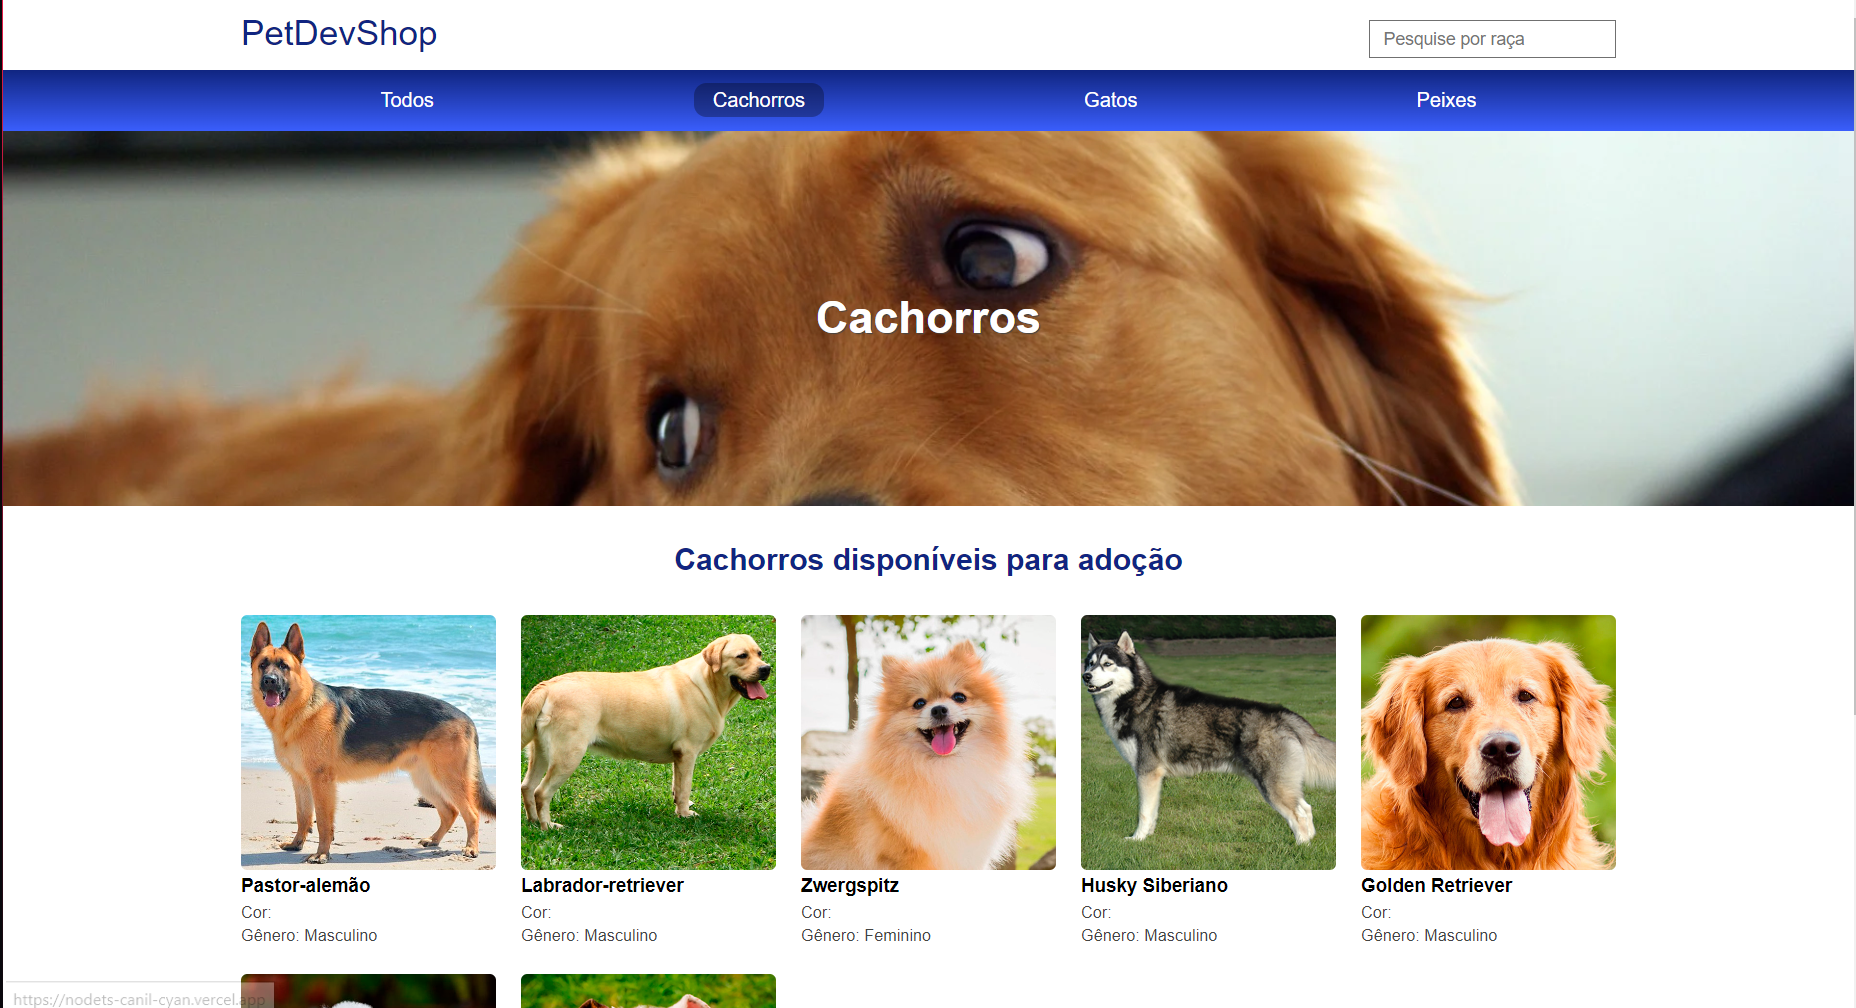 PetDevShop
Pesquise por raça
Todos
Cachorros
Gatos
Peixes
Cachorros
Cachorros disponíveis para adoção
Pastor-alemão
Cor:
Gênero: Masculino
Labrador-retriever
Cor:
Gênero: Masculino
Zwergspitz
Cor:
Gênero: Feminino
Husky Siberiano
Cor:
Gênero: Masculino
Golden Retriever
Cor:
Gênero: Masculino
https://nodets-canil-cyan.vercel.app